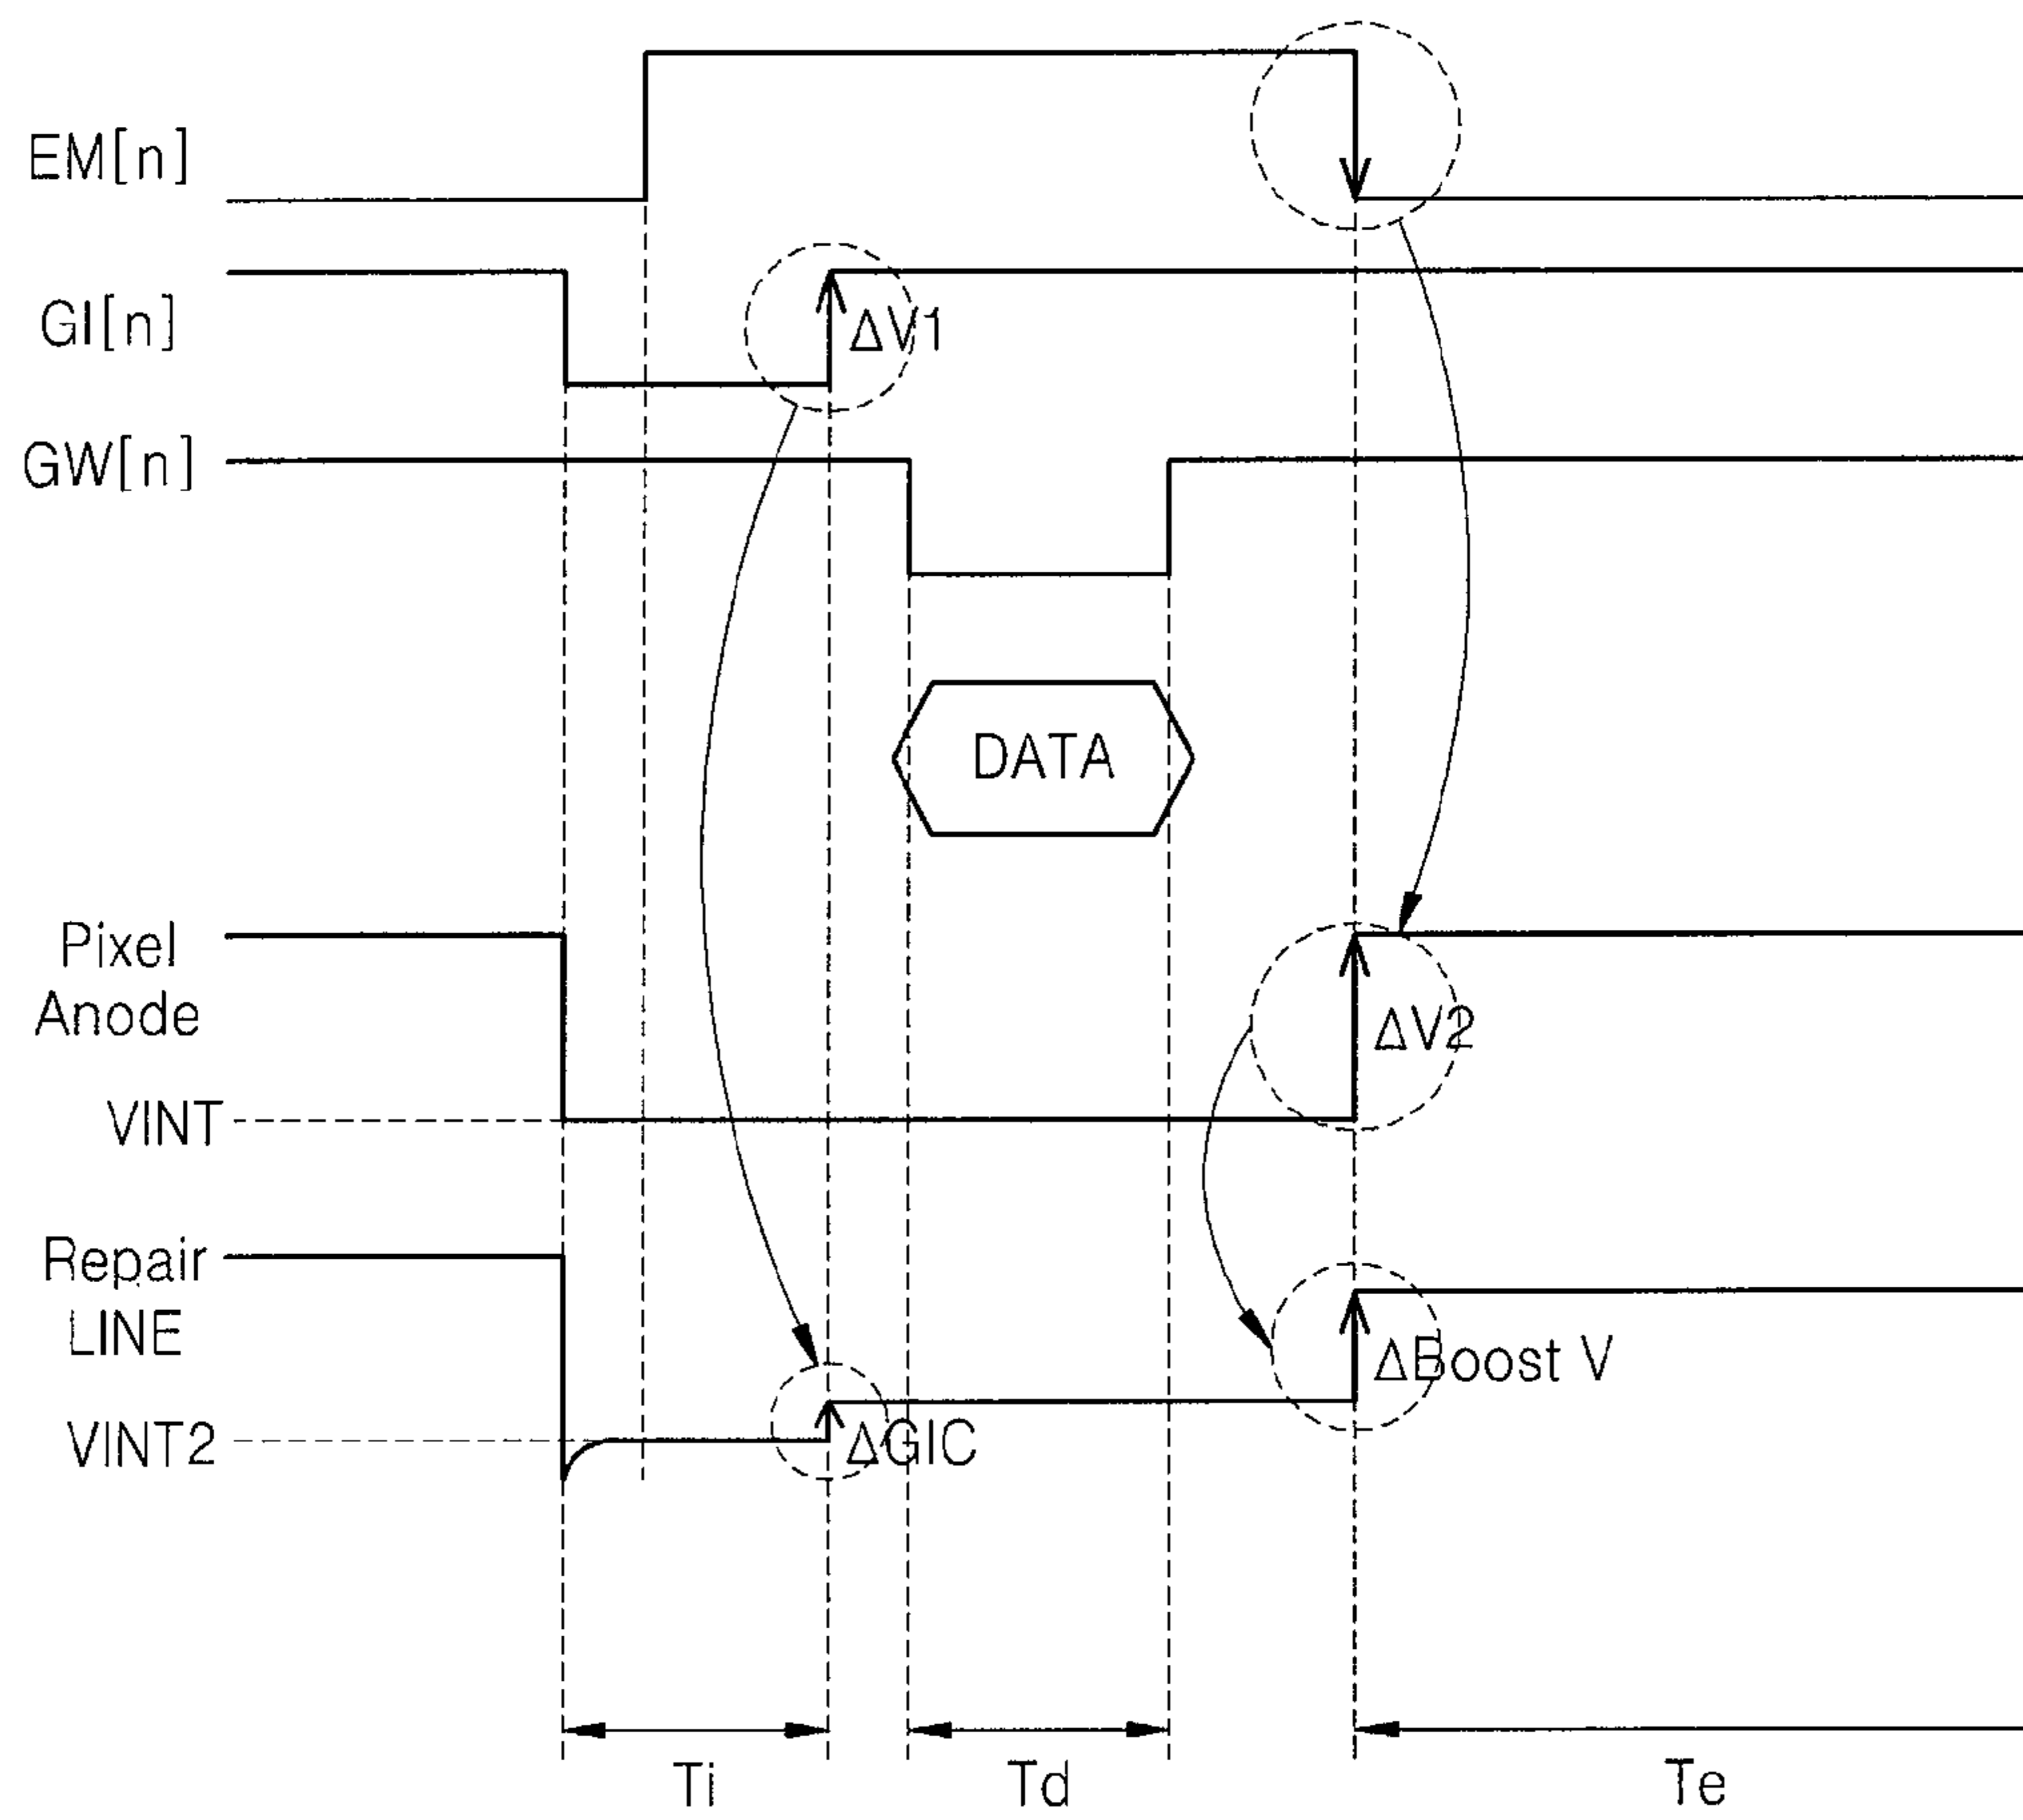 EM[n]
GI[n]
ΔV1
GW[n]
DATA
Pixel
Anode
ΔV2
VINT
Repair
LINE
ΔBoost V
VINT2
ΔGIC
Ti
Td
Te